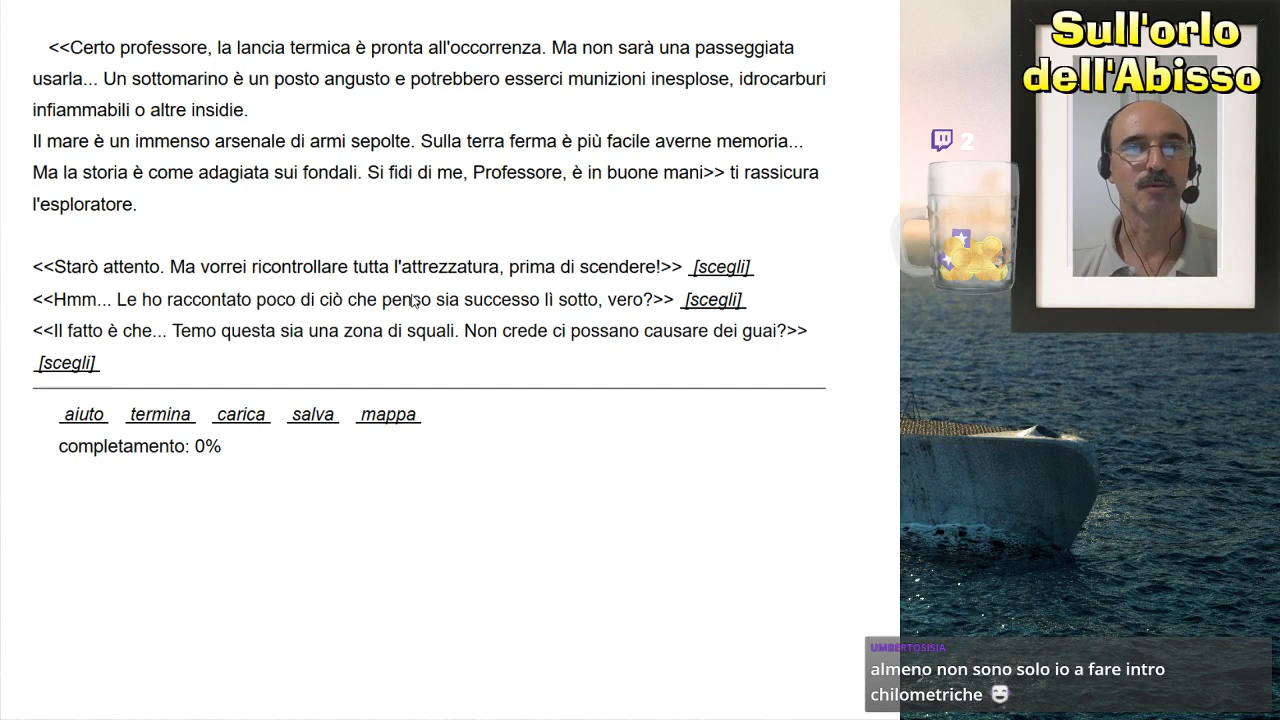 <<Certo professore, la lancia termica è pronta all'occorrenza. Ma non sarà una passeggiata
usarla... Un sottomarino è un posto angusto e potrebbero esserci munizioni inesplose, idrocarburi
infiammabili o altre insidie.
Il mare è un immenso arsenale di armi sepolte. Sulla terra ferma è più facile averne memoria...
Ma la storia è come adagiata sui fondali. Si fidi di me, Professore, è in buone mani>> ti rassicura
l'esploratore.
<<Starò attento. Ma vorrei ricontrollare tutta l'attrezzatura, prima di scendere!>> [scegli]
<<Hmm... Le ho raccontato poco di ciò che penso sia successo lì sotto, vero?>> [scegli]
<<Il fatto è che... Temo questa sia una zona di squali. Non crede ci possano causare dei guai?>>
[scegli]
aiuto termina carica salva mappa
completamento: 0%
Sull'orlo
dell'Abisso
2
UMBERTOSISIA
almeno non sono solo io a fare intro
chilometriche